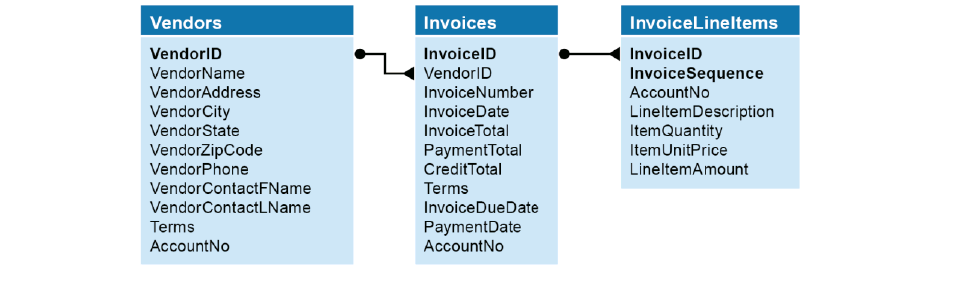 Vendors
VendorID
VendorName
VendorAddress
VendorCity
VendorState
VendorZipCode
VendorPhone
VendorContactFName
VendorContactLName
Terms
AccountNo
Invoices
InvoiceID
VendorID
InvoiceNumber
InvoiceDate
InvoiceTotal
PaymentTotal
CreditTotal
Terms
InvoiceDueDate
PaymentDate
AccountNo
InvoiceLineItems
InvoiceID
InvoiceSequence
AccountNo
LineItemDescription
ItemQuantity
ItemUnitPrice
LineItemAmount